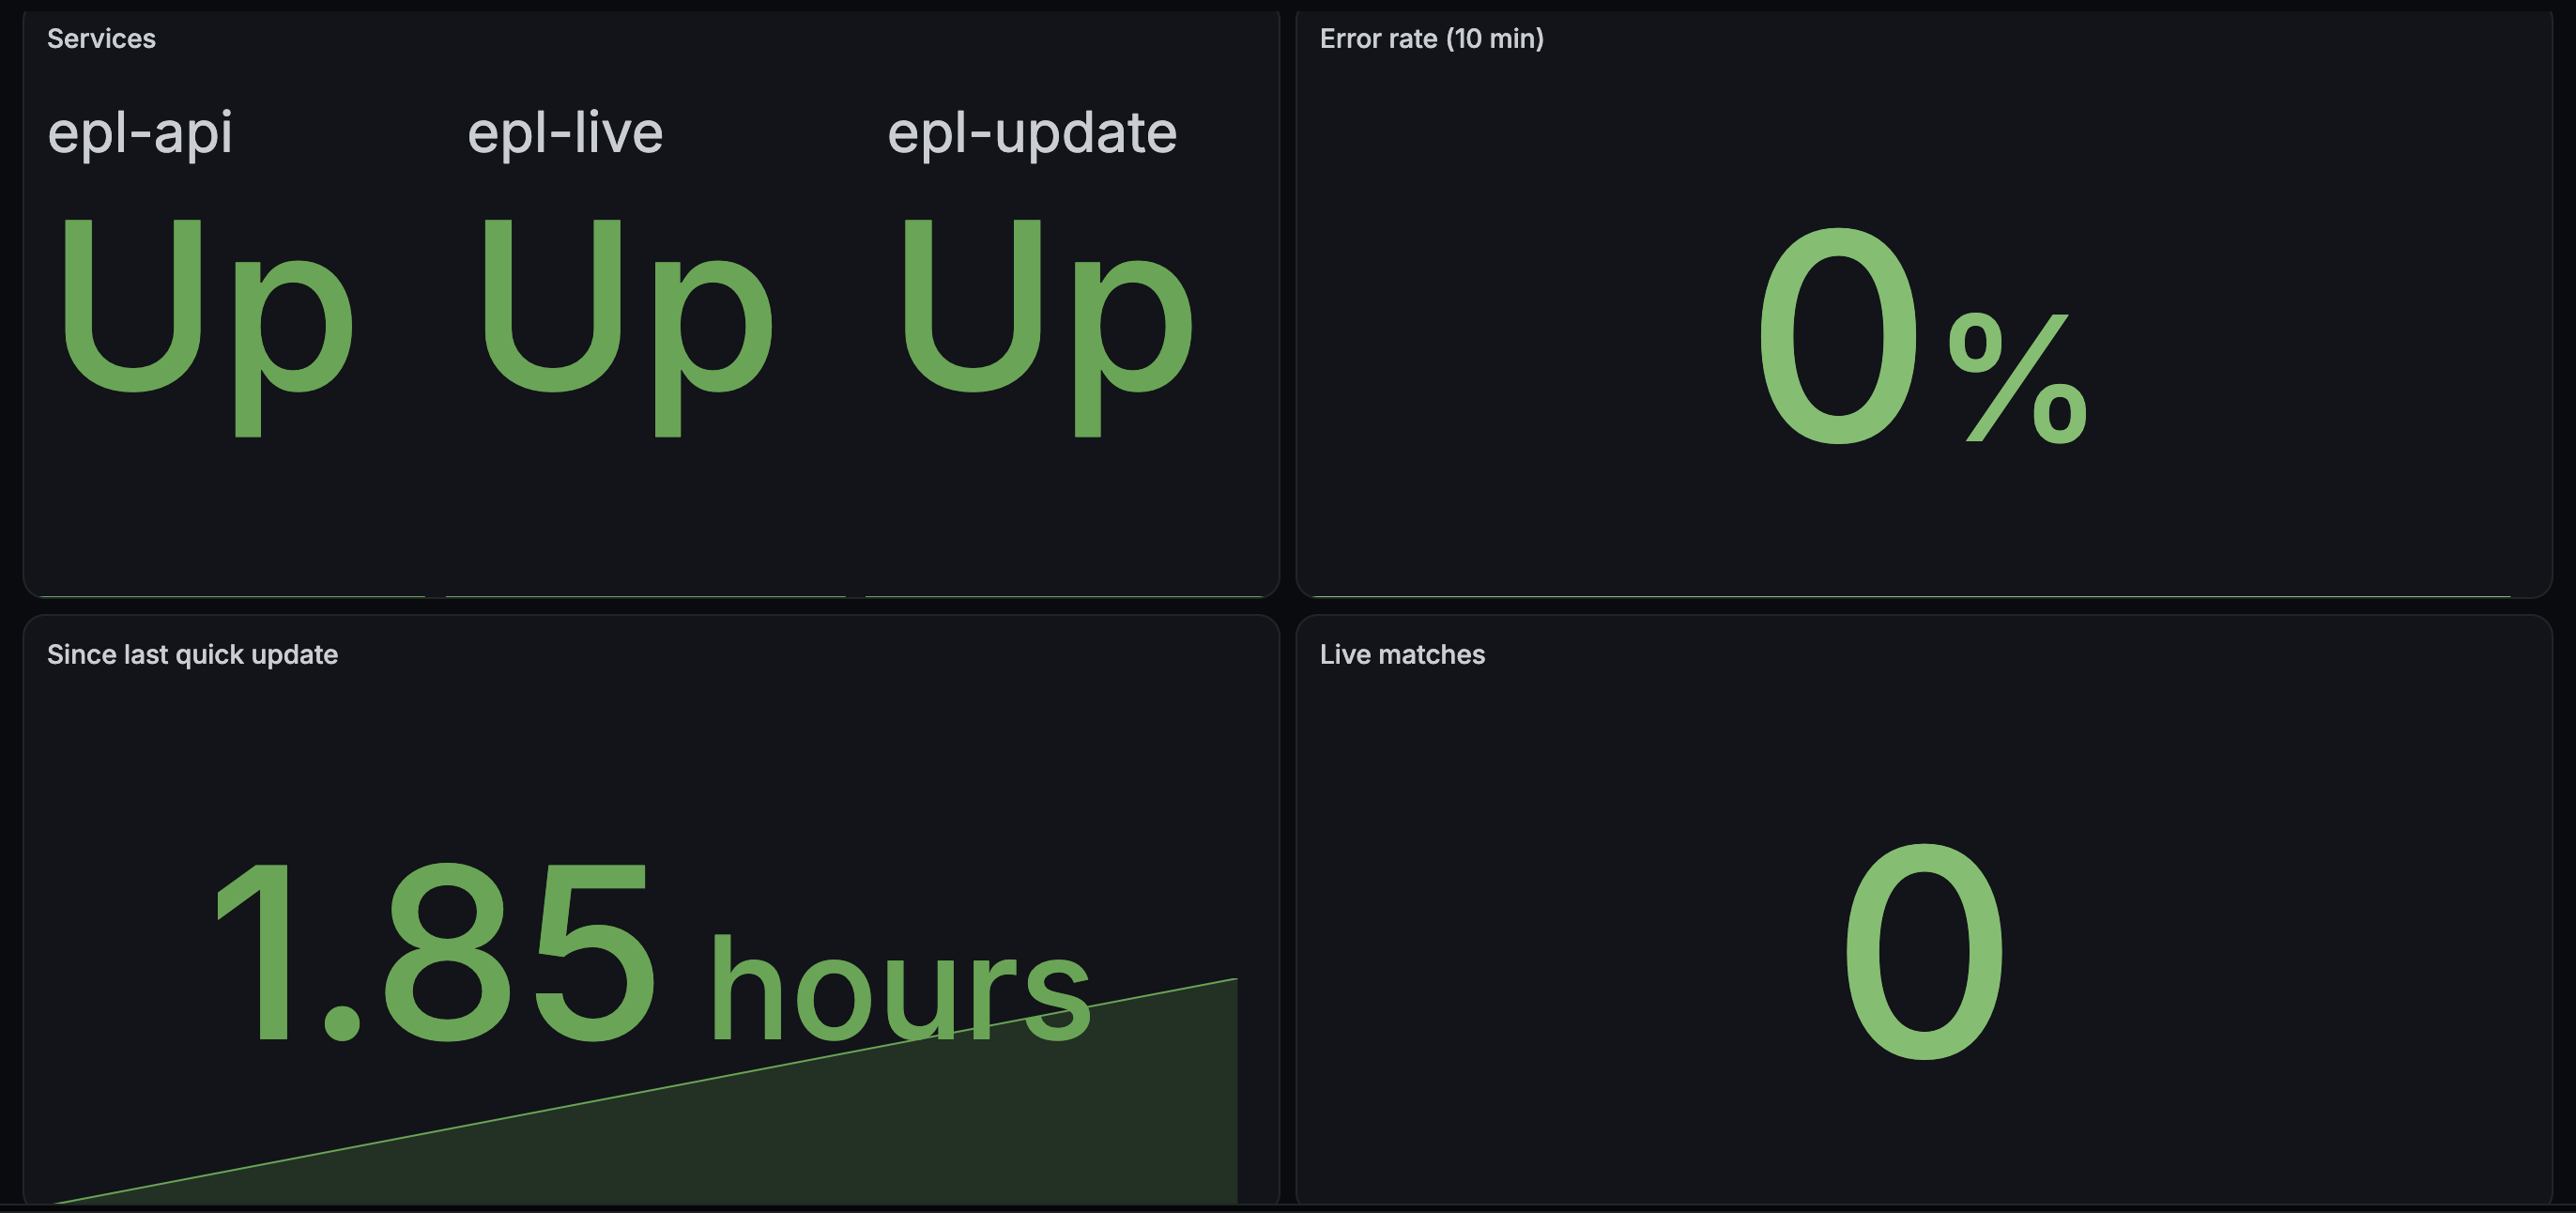 Services
epl-api
Up
epl-live
Up
epl-update
Up
Error rate (10 min)
0%
Since last quick update
1.85 hours
Live matches
0